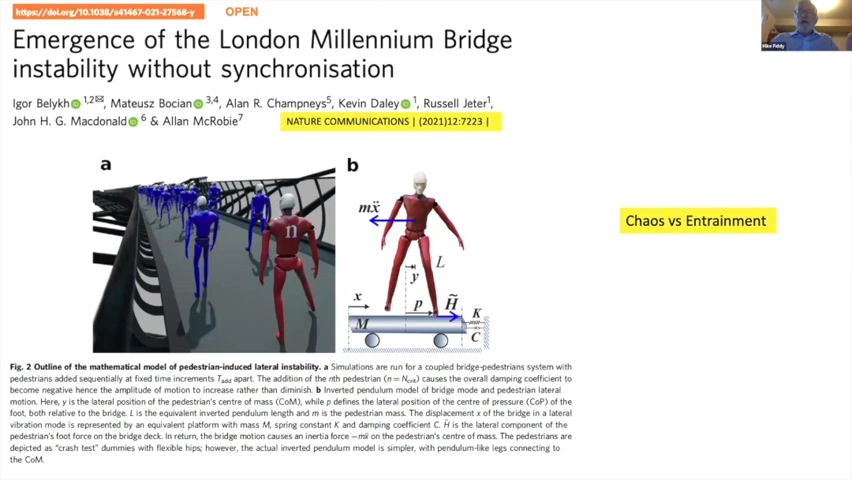 https://doi.org/10.1038/s41467-021-27568-y
OPEN
Emergence of the London Millennium Bridge
instability without synchronisation
Igor Belykh 1,2✉, Mateusz Bocian 3,4, Alan R. Champneys5, Kevin Daley 1, Russell Jeter1,
John H. G. Macdonald 6 & Allan McRobie7
NATURE COMMUNICATIONS | (2021)12:7223 |
Mike Fiddy
a
b
n
mẍ
L
y
x
p
H̃
K
M
C
Chaos vs Entrainment
Fig. 2 Outline of the mathematical model of pedestrian-induced lateral instability. a Simulations are run for a coupled bridge-pedestrians system with
pedestrians added sequentially at fixed time increments Tadd apart. The addition of the nth pedestrian (n = Ncrit) causes the overall damping coefficient to
become negative hence the amplitude of motion to increase rather than diminish. b Inverted pendulum model of bridge mode and pedestrian lateral
motion. Here, y is the lateral position of the pedestrian's centre of mass (CoM), while p defines the lateral position of the centre of pressure (CoP) of the
foot, both relative to the bridge. L is the equivalent inverted pendulum length and m is the pedestrian mass. The displacement x of the bridge in a lateral
vibration mode is represented by an equivalent platform with mass M, spring constant K and damping coefficient C. H̃ is the lateral component of the
pedestrian's foot force on the bridge deck. In return, the bridge motion causes an inertia force −mẍ on the pedestrian's centre of mass. The pedestrians are
depicted as "crash test" dummies with flexible hips; however, the actual inverted pendulum model is simpler, with pendulum-like legs connecting to
the CoM.